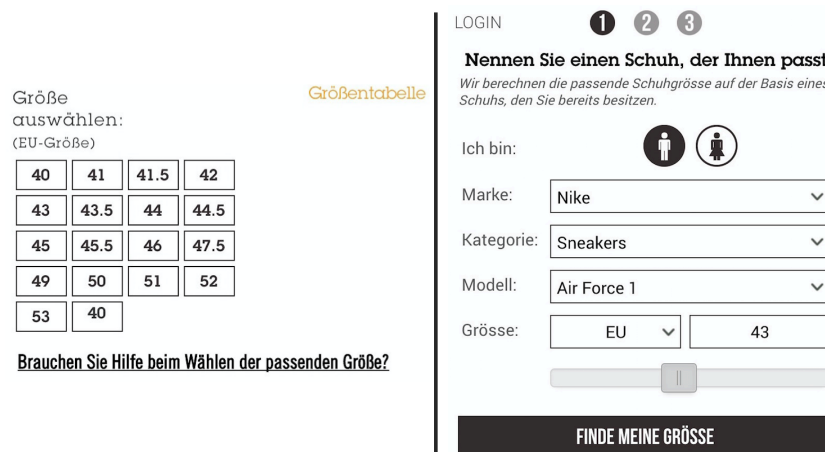 Größe
auswählen:
(EU-Größe)
Größentabelle
40 41 41.5 42
43 43.5 44 44.5
45 45.5 46 47.5
49 50 51 52
53 40
Brauchen Sie Hilfe beim Wählen der passenden Größe?
LOGIN 1 2 3
Nennen Sie einen Schuh, der Ihnen passt
Wir berechnen die passende Schuhgrösse auf der Basis eines
Schuhs, den Sie bereits besitzen.
Ich bin:
Marke: Nike
Kategorie: Sneakers
Modell: Air Force 1
Grösse: EU 43
FINDE MEINE GRÖSSE